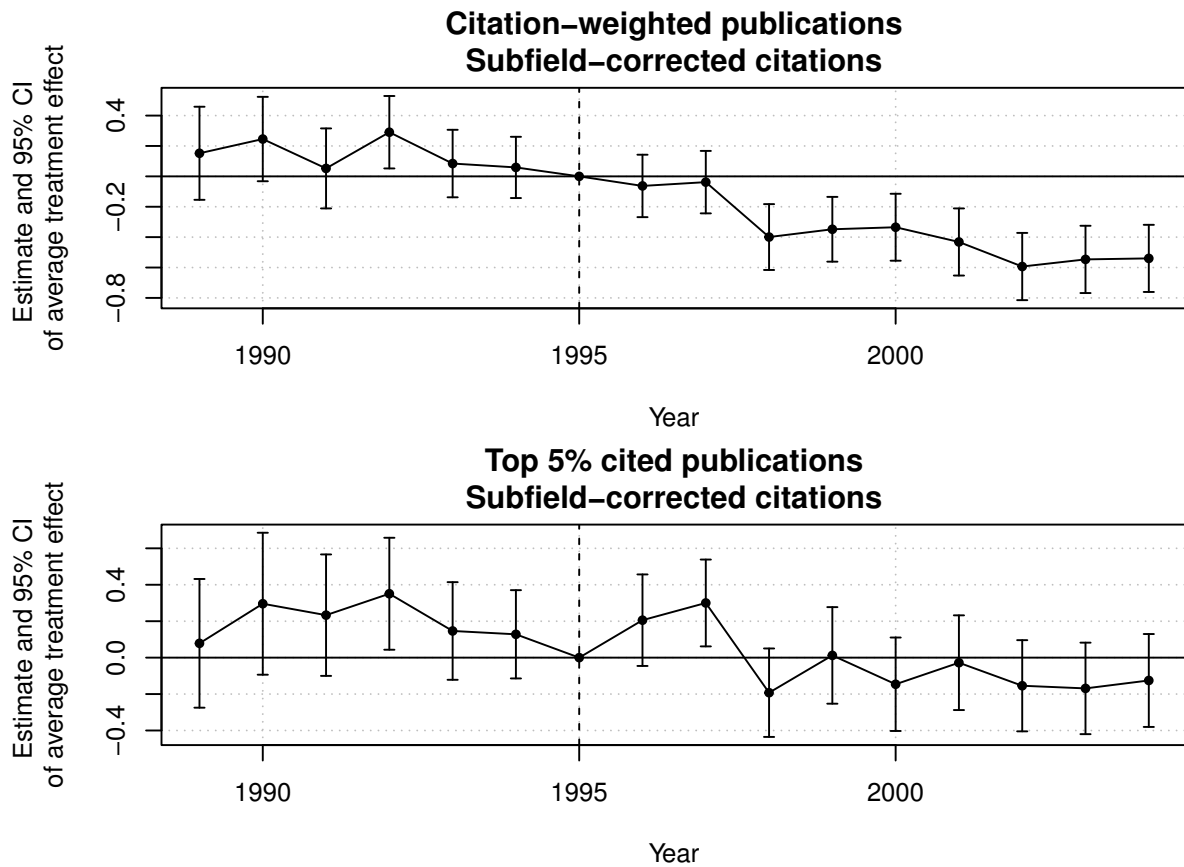 Citation−weighted publications
Subfield−corrected citations
Estimate and 95% CI
of average treatment effect
0.4
−0.2
−0.8
1990 1995 2000
Year
Top 5% cited publications
Subfield−corrected citations
Estimate and 95% CI
of average treatment effect
0.4
0.0
−0.4
1990 1995 2000
Year